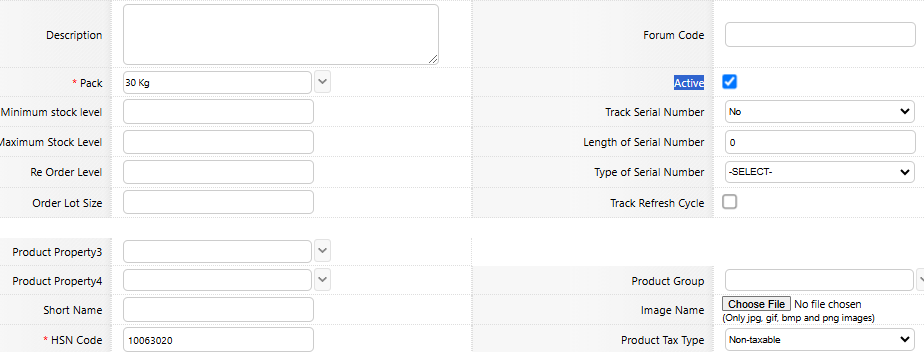 Description
Forum Code
* Pack 30 Kg
Active
Minimum stock level
Track Serial Number No
Maximum Stock Level
Length of Serial Number 0
Re Order Level
Type of Serial Number -SELECT-
Order Lot Size
Track Refresh Cycle
Product Property3
Product Property4
Product Group
Short Name
Image Name Choose File No file chosen
(Only jpg, gif, bmp and png images)
* HSN Code 10063020
Product Tax Type Non-taxable